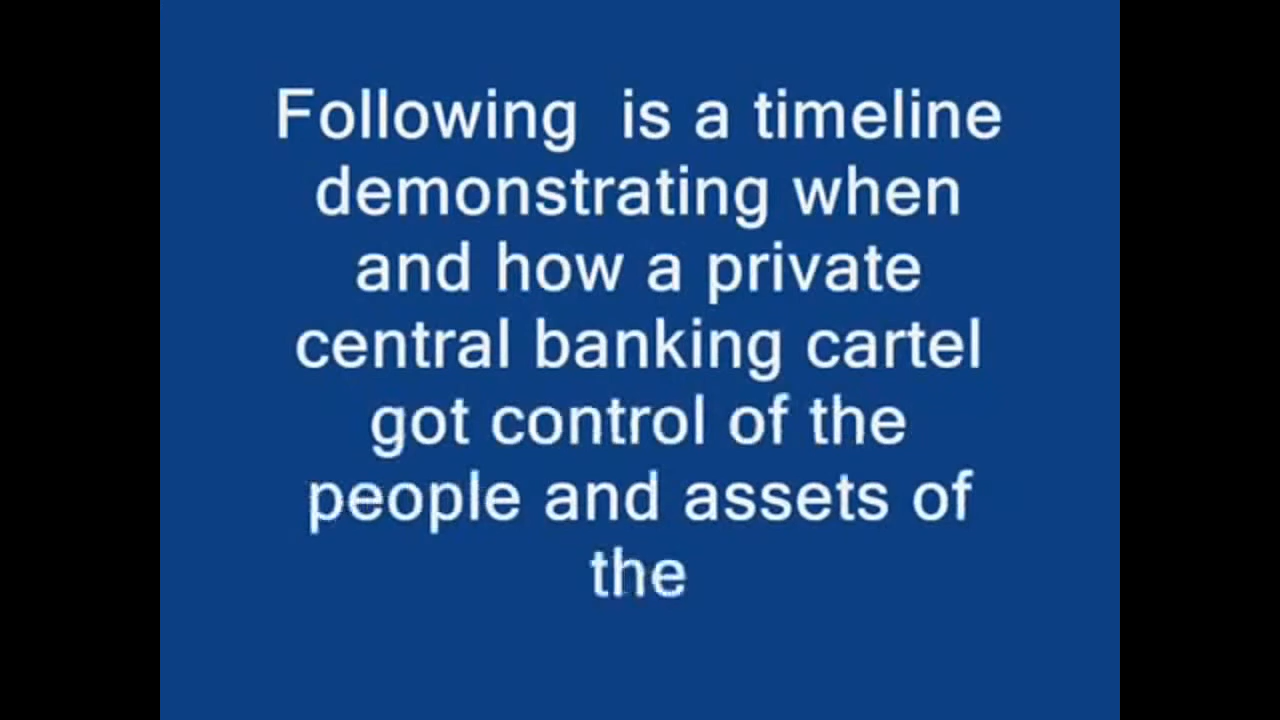 Following  is a timeline
demonstrating when
and how a private
central banking cartel
got control of the
people and assets of
the